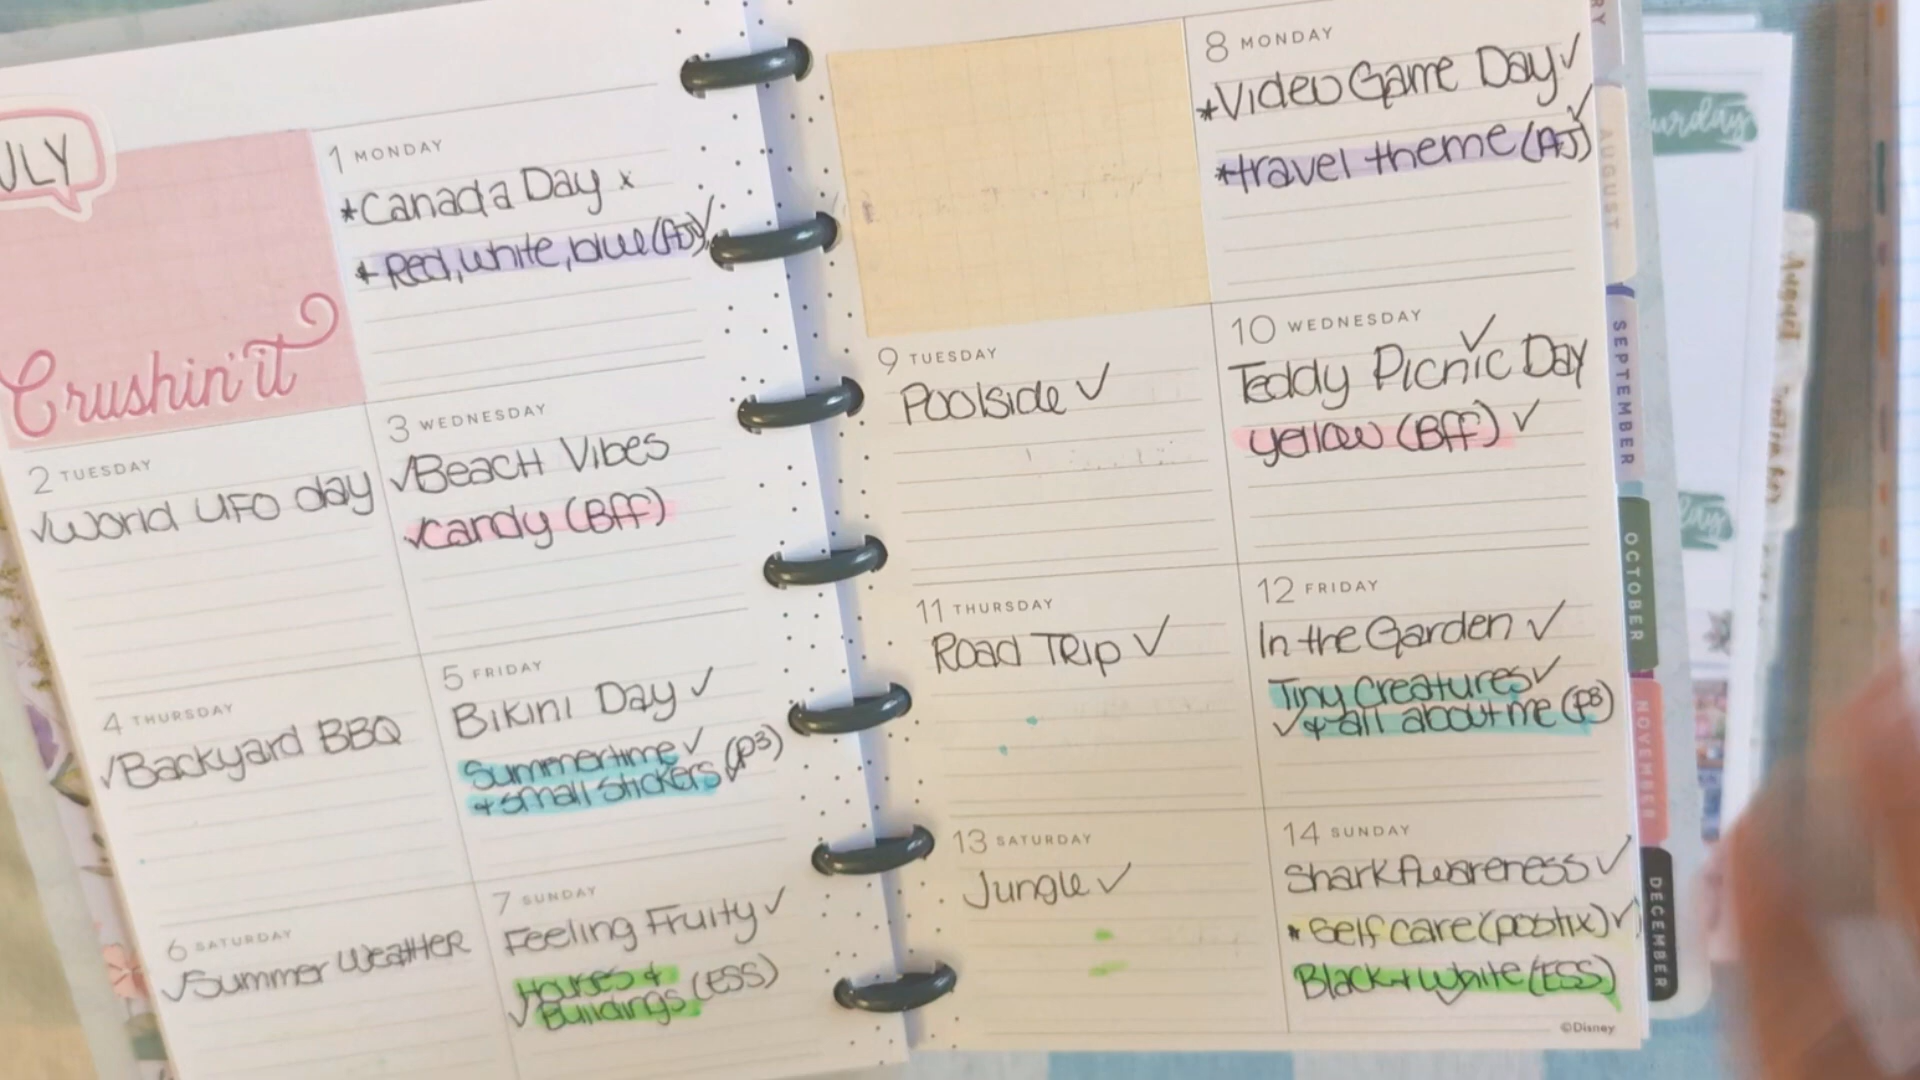 ULY
Crushin' it
1 MONDAY
*Canada Day x
+ Red, white, blue (AJ) ✓
2 TUESDAY
✓World UFO day
3 WEDNESDAY
✓Beach Vibes
✓Candy (Bff)
4 THURSDAY
✓Backyard BBQ
5 FRIDAY
Bikini Day ✓
Summertime ✓
+ small stickers (p3) ✓
6 SATURDAY
✓Summer Weather
7 SUNDAY
Feeling Fruity ✓
Houses +
✓Buildings (ESS)
8 MONDAY
*Video Game Day ✓
*travel theme (AJ) ✓
9 TUESDAY
Poolside ✓
10 WEDNESDAY
Teddy Picnic Day ✓
yellow (Bff) ✓
11 THURSDAY
Road Trip ✓
12 FRIDAY
In the Garden ✓
Tiny Creatures ✓
✓ + all about me (p3)
13 SATURDAY
Jungle ✓
14 SUNDAY
Shark Awareness ✓
* Self care (postix) ✓
Black + White (ESS)
©Disney
RY
AUGUST
SEPTEMBER
OCTOBER
NOVEMBER
DECEMBER
urday
August